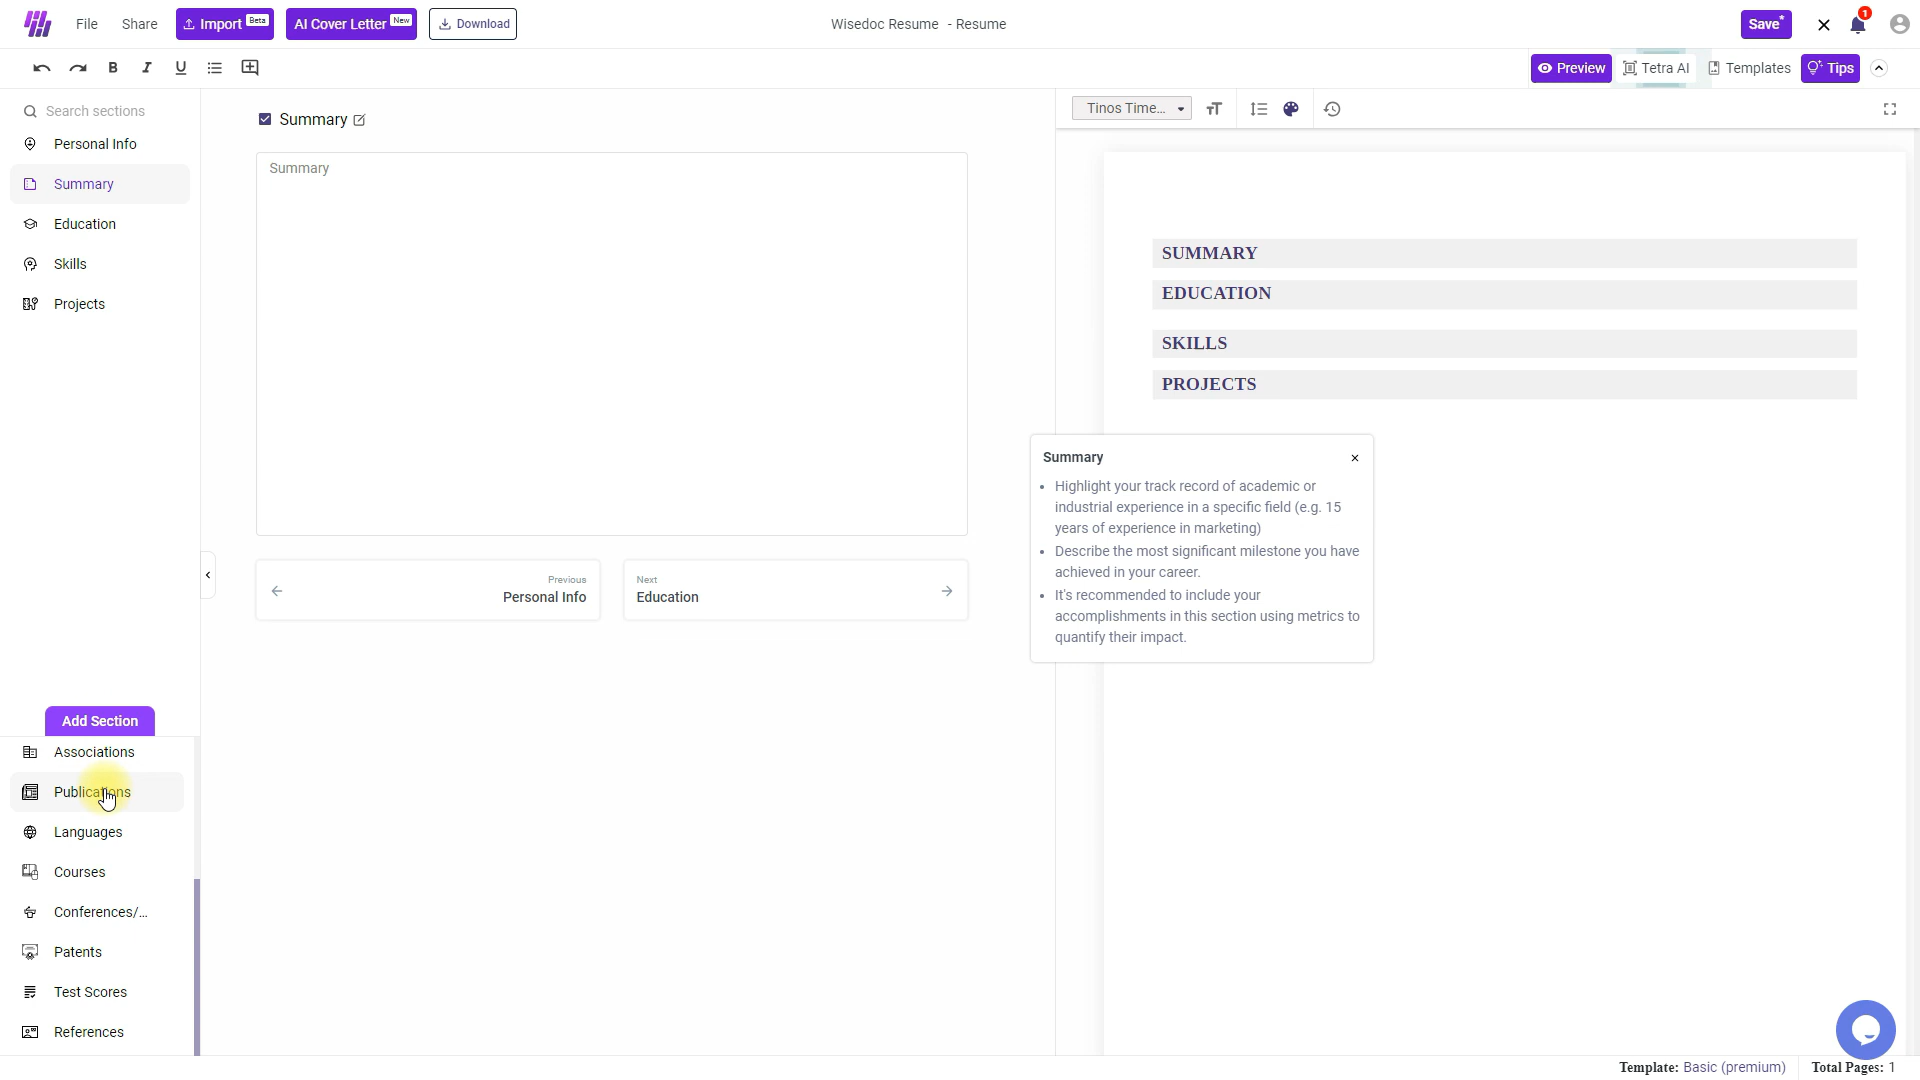 File
Share
Import Beta
AI Cover Letter New
Download
Wisedoc Resume - Resume
Save*
1
B
I
U
Preview
Tetra AI
Templates
Tips
Search sections
Personal Info
Summary
Education
Skills
Projects
Add Section
Associations
Publications
Languages
Courses
Conferences/...
Patents
Test Scores
References
Summary
Summary
Previous
Personal Info
Next
Education
Tinos Time...
SUMMARY
EDUCATION
SKILLS
PROJECTS
Summary
• Highlight your track record of academic or
industrial experience in a specific field (e.g. 15
years of experience in marketing)
• Describe the most significant milestone you have
achieved in your career.
• It's recommended to include your
accomplishments in this section using metrics to
quantify their impact.
Template: Basic (premium)
Total Pages: 1